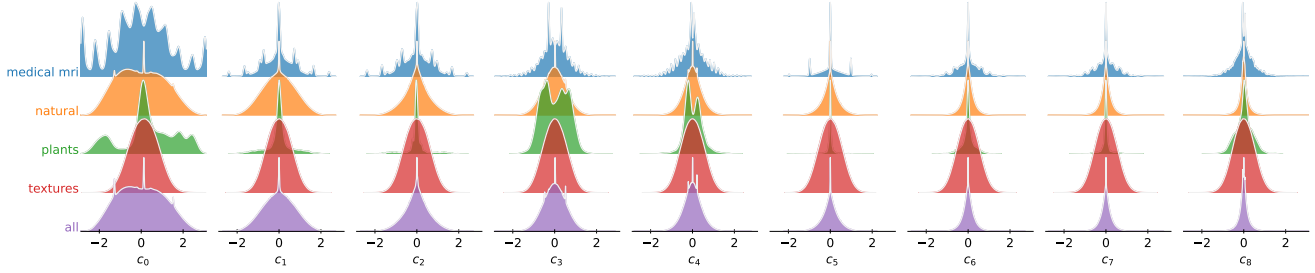 medical mri
natural
plants
textures
all
−2 0 2 −2 0 2 −2 0 2 −2 0 2 −2 0 2 −2 0 2 −2 0 2 −2 0 2 −2 0 2
c₀ c₁ c₂ c₃ c₄ c₅ c₆ c₇ c₈